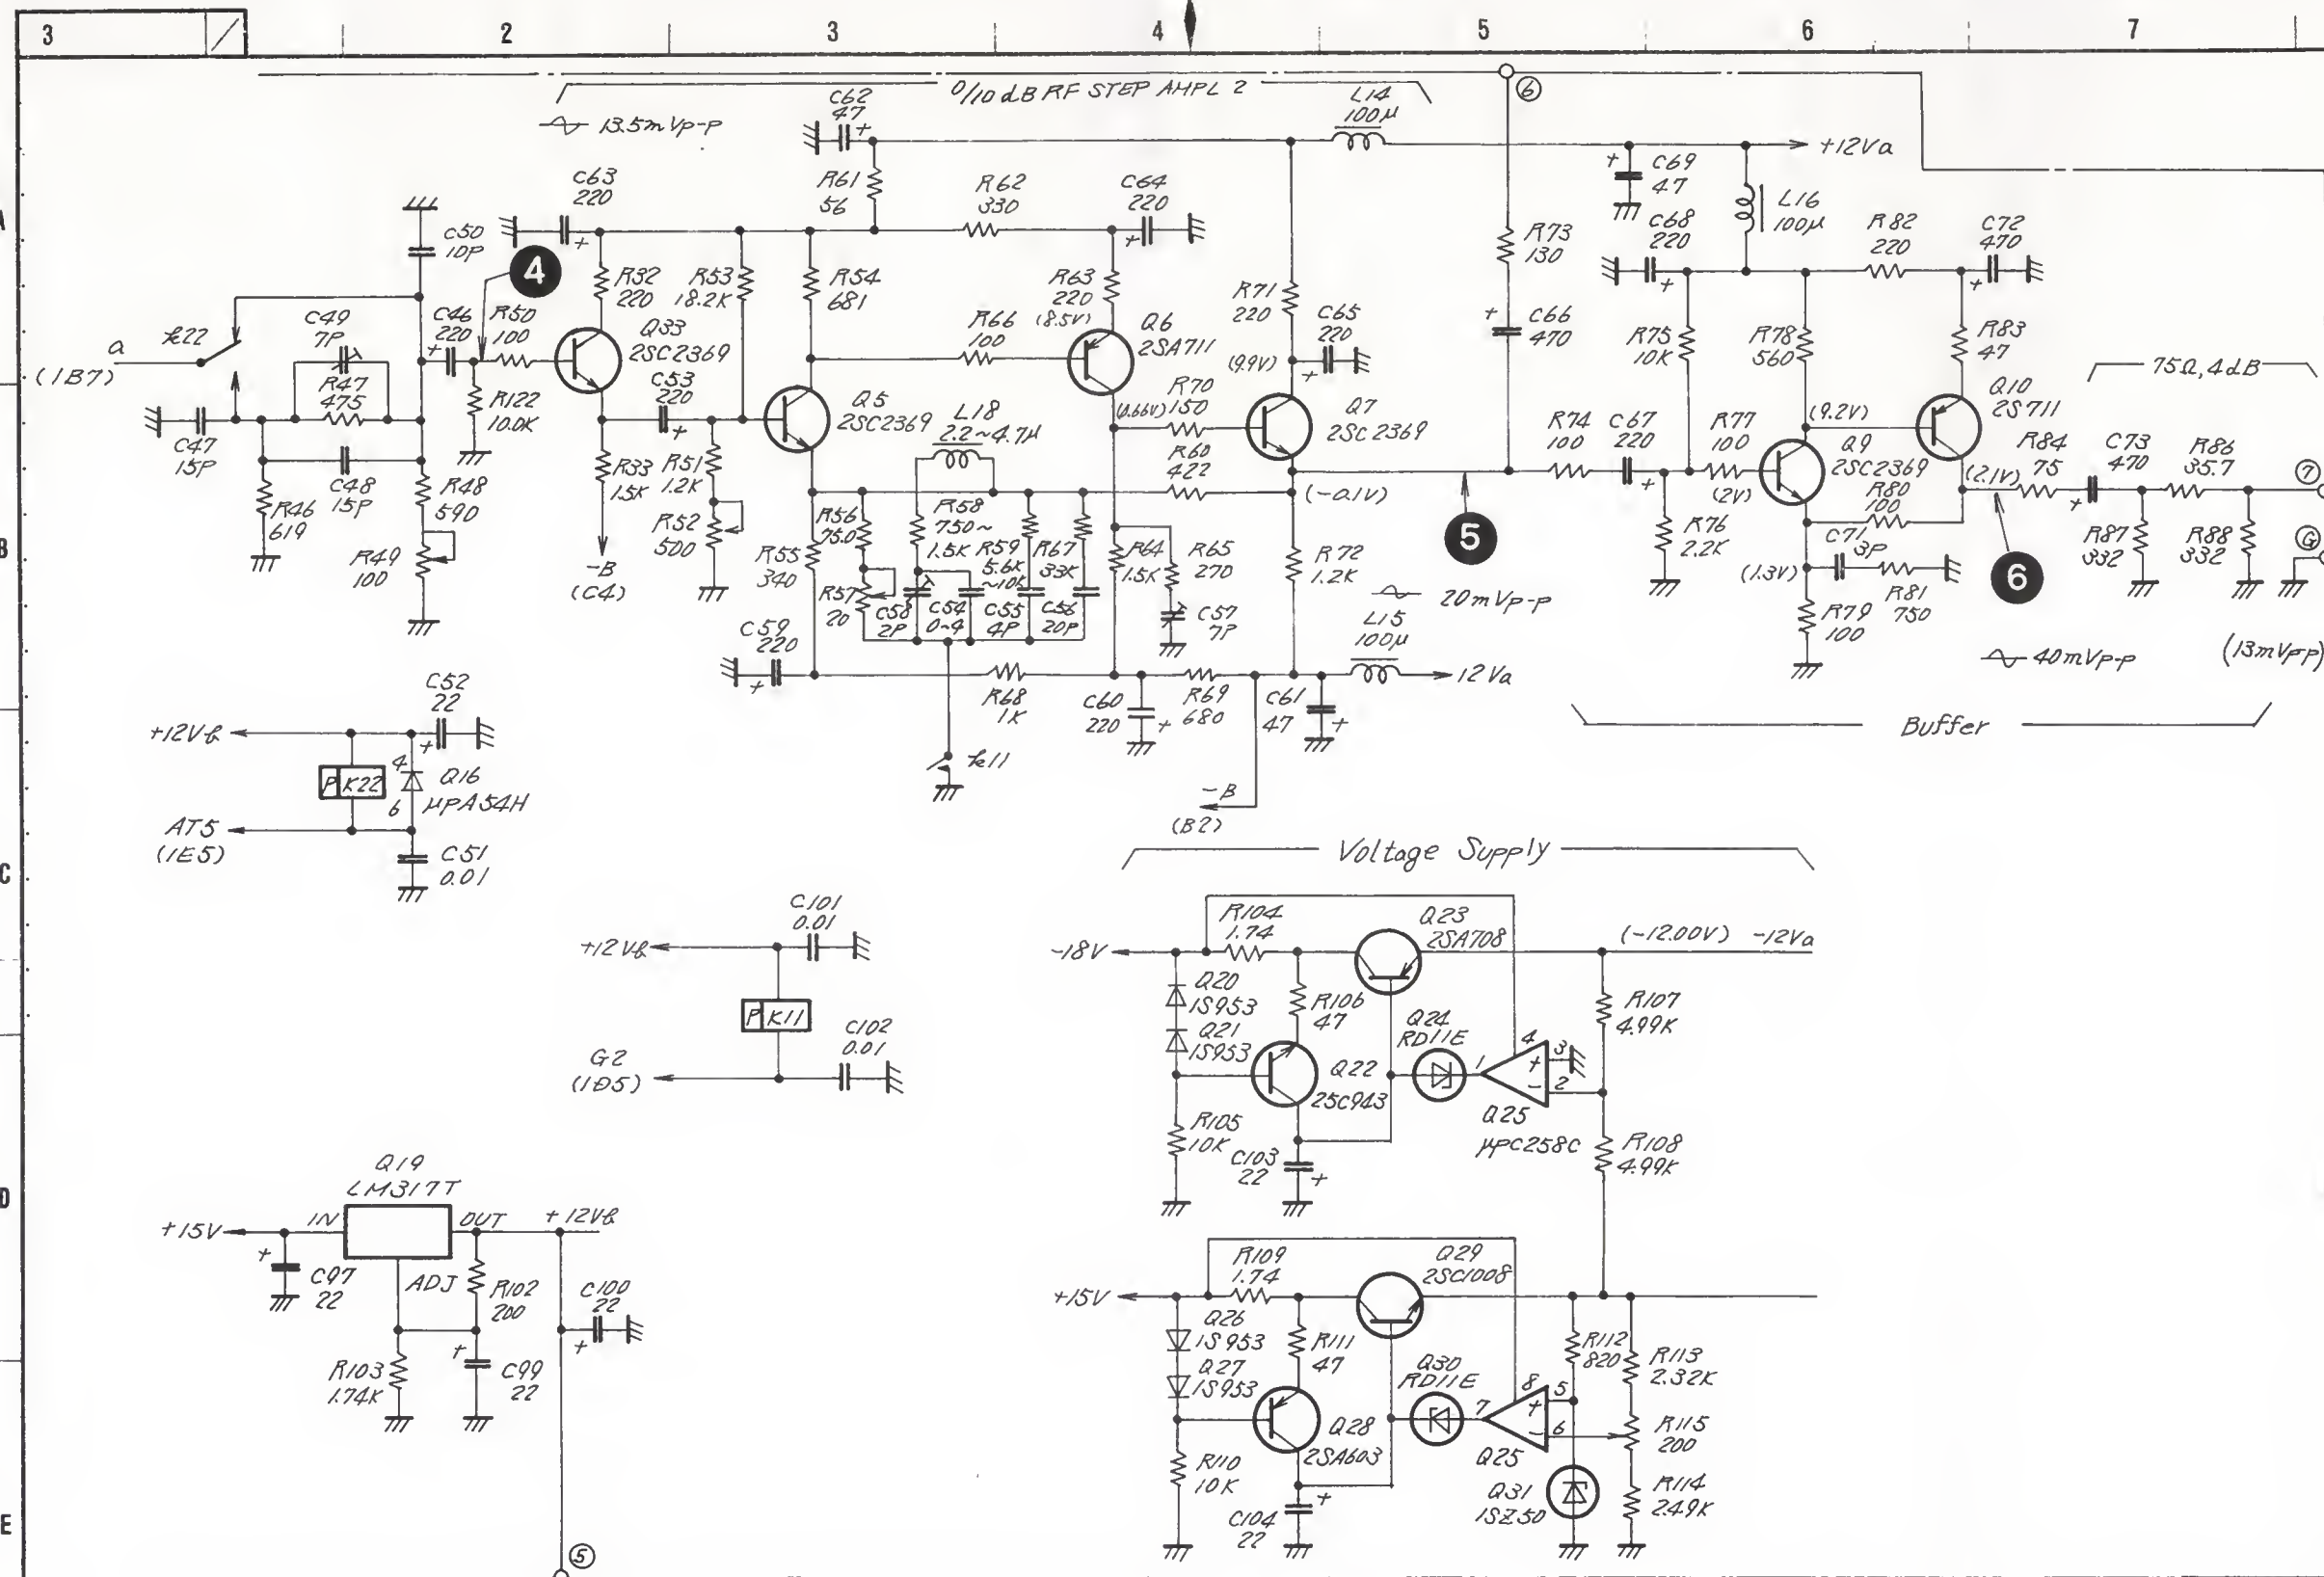 3
2
3
4
5
6
7
A
B
C
D
E
0/10 dB RF STEP AMPL 2
13.5mVp-p
C62
47
L14
100μ
6
+12Va
C69
47
L16
100μ
C63
220
R61
56
R62
330
C64
220
C68
220
R82
220
C72
470
R73
130
C50
10P
4
R32
220
R53
18.2K
R54
681
R63
220
(8.5V)
R71
220
C65
220
(9.9V)
C66
470
R75
10K
R78
560
R83
47
a
(1B7)
k22
C49
7P
R47
475
C46
220
R50
100
Q33
2SC2369
R66
100
Q6
2SA711
75Ω, 4dB
C47
15P
R122
10.0K
C53
220
Q5
2SC2369
L18
2.2~4.7μ
(0.66V)
R70
150
Q7
2SC2369
R74
100
C67
220
R77
100
(2V)
(9.2V)
Q9
2SC2369
Q10
2S711
R84
75
C73
470
R86
35.7
7
R46
619
C48
15P
R48
590
R49
100
R33
1.5K
-B
(C4)
R51
1.2K
R52
500
R55
340
R56
75.0
R57
20
R58
750~
1.5K
R59
5.6K
~10K
R67
33K
C58
2P
C54
0~4
C55
4P
C56
20P
R60
422
(-0.1V)
R64
1.5K
R65
270
C57
7P
R72
1.2K
5
20mVp-p
R76
2.2K
R80
100
(2.1V)
(1.3V)
C71
3P
R81
750
R79
100
6
40mVp-p
R87
332
R88
332
G
(13mVp-p)
C59
220
R68
1K
C60
220
R69
680
C61
47
L15
100μ
12Va
Buffer
k11
-B
(B2)
+12Vb
C52
22
P K22
4
6
Q16
μPA54H
AT5
(1E5)
C51
0.01
+12Vb
C101
0.01
P K11
G2
(1D5)
C102
0.01
Voltage Supply
-18V
R104
1.74
Q23
2SA708
(-12.00V)
-12Va
Q20
1S953
Q21
1S953
R106
47
Q24
RD11E
R107
4.99K
Q22
2SC943
1
4
3
+
-
2
Q25
μPC258C
R105
10K
C103
22
R108
4.99K
Q19
LM317T
+15V
IN
OUT
+12Vb
C97
22
ADJ
R102
200
C100
22
R103
1.74K
C99
22
5
+15V
R109
1.74
Q29
2SC1008
Q26
1S953
Q27
1S953
R111
47
Q30
RD11E
R112
820
R113
2.32K
Q28
2SA603
7
8
5
+
-
6
Q25
R115
200
R110
10K
C104
22
Q31
1SZ50
R114
2.49K